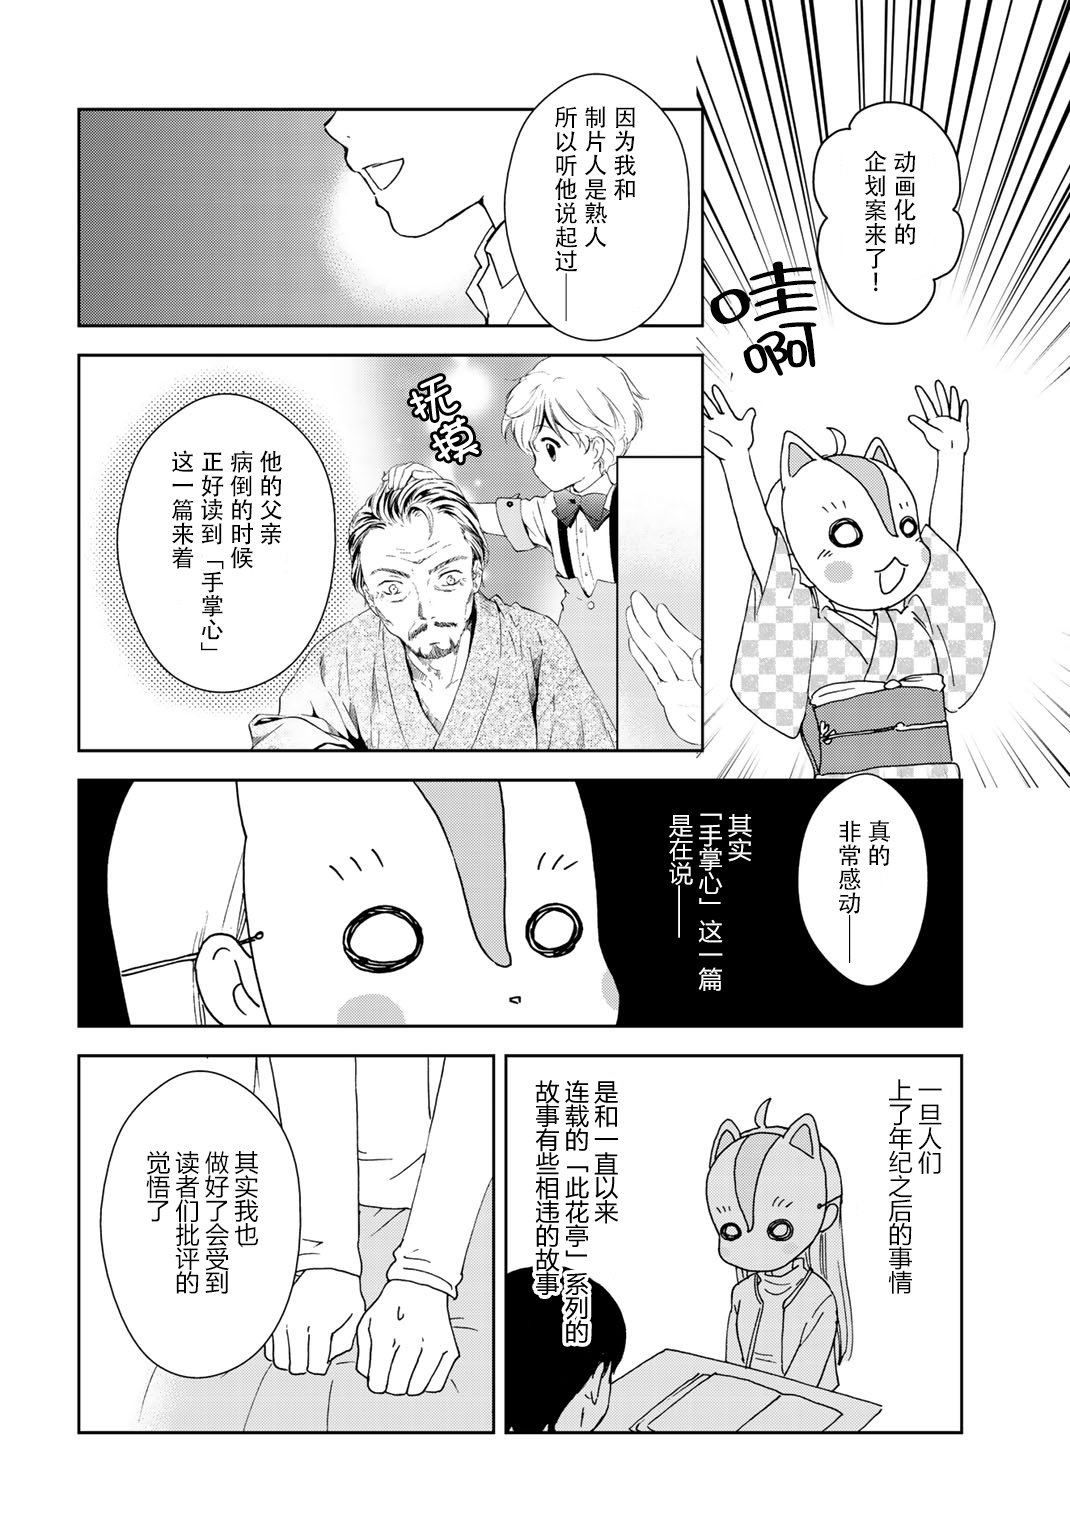 动画化的
企划案来了！
哇
啊
因为我和
制片人是熟人
所以听他说起过——
抚
摸
他的父亲
病倒的时候
正好读到「手掌心」
这一篇来着
真的
非常感动——
其实
「手掌心」这一篇
是在说——
一旦人们
上了年纪之后的事情
是和一直以来
连载的「此花亭」系列的
故事有些相违的故事
其实我也
做好了会受到
读者们批评的
觉悟了